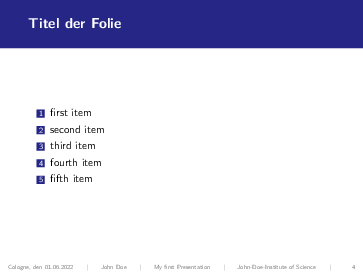 Titel der Folie
1 first item
2 second item
3 third item
4 fourth item
5 fifth item
Cologne, den 01.06.2022 | John Doe | My first Presentation | John-Doe-Institute of Science | 4